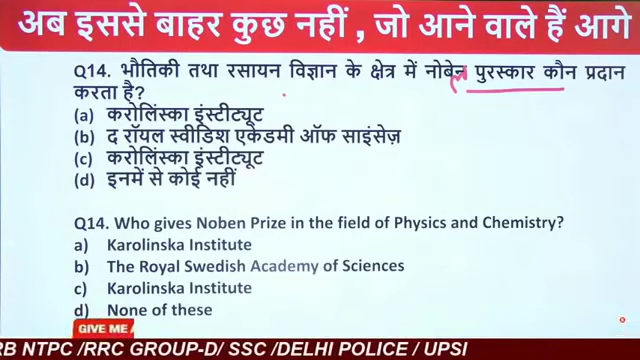 अब इससे बाहर कुछ नहीं , जो आने वाले हैं आगे
Q14. भौतिकी तथा रसायन विज्ञान के क्षेत्र में नोबेन पुरस्कार कौन प्रदान
करता है?
(a) करोलिंस्का इंस्टीट्यूट
(b) द रॉयल स्वीडिश एकेडमी ऑफ साइंसेज़
(c) करोलिंस्का इंस्टीट्यूट
(d) इनमें से कोई नहीं
Q14. Who gives Noben Prize in the field of Physics and Chemistry?
a) Karolinska Institute
b) The Royal Swedish Academy of Sciences
c) Karolinska Institute
d) None of these
GIVE ME A
RB NTPC /RRC GROUP-D/ SSC /DELHI POLICE / UPSI